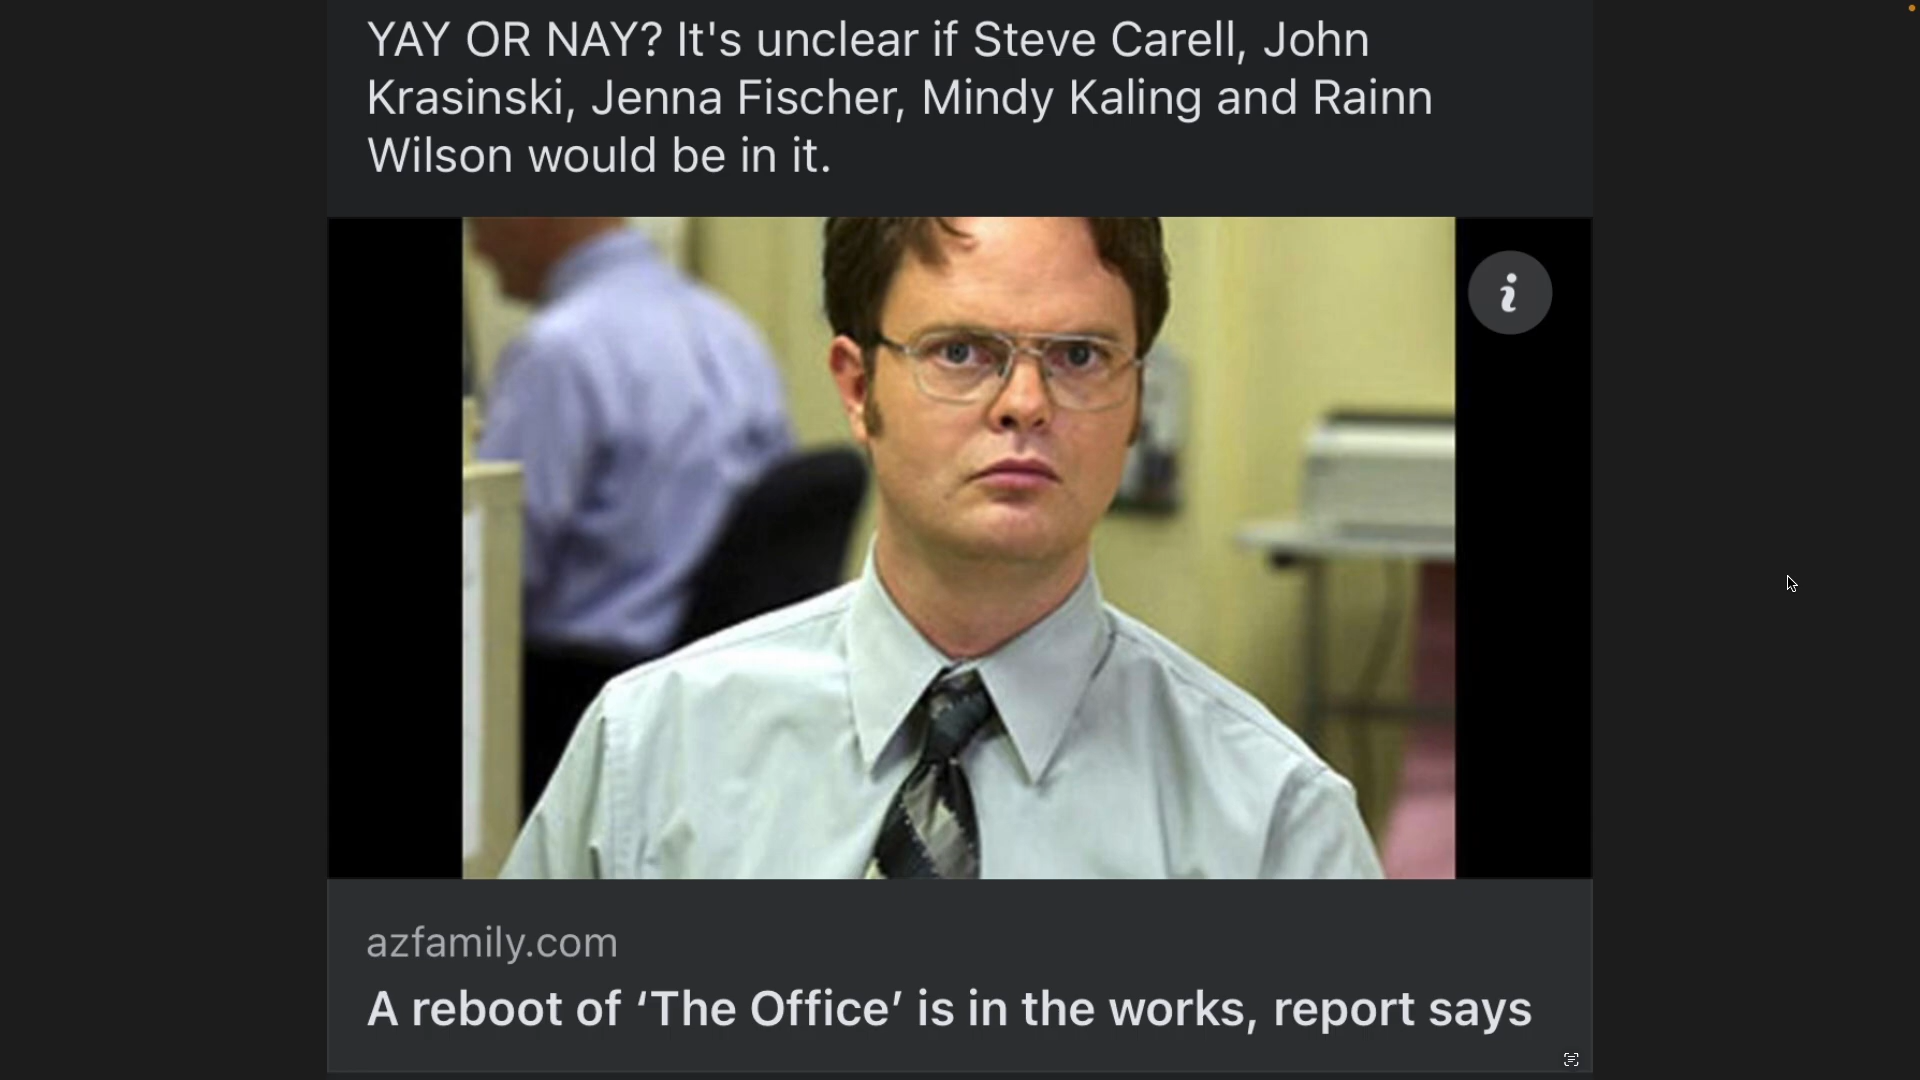 YAY OR NAY? It's unclear if Steve Carell, John
Krasinski, Jenna Fischer, Mindy Kaling and Rainn
Wilson would be in it.
i
azfamily.com
A reboot of ‘The Office’ is in the works, report says